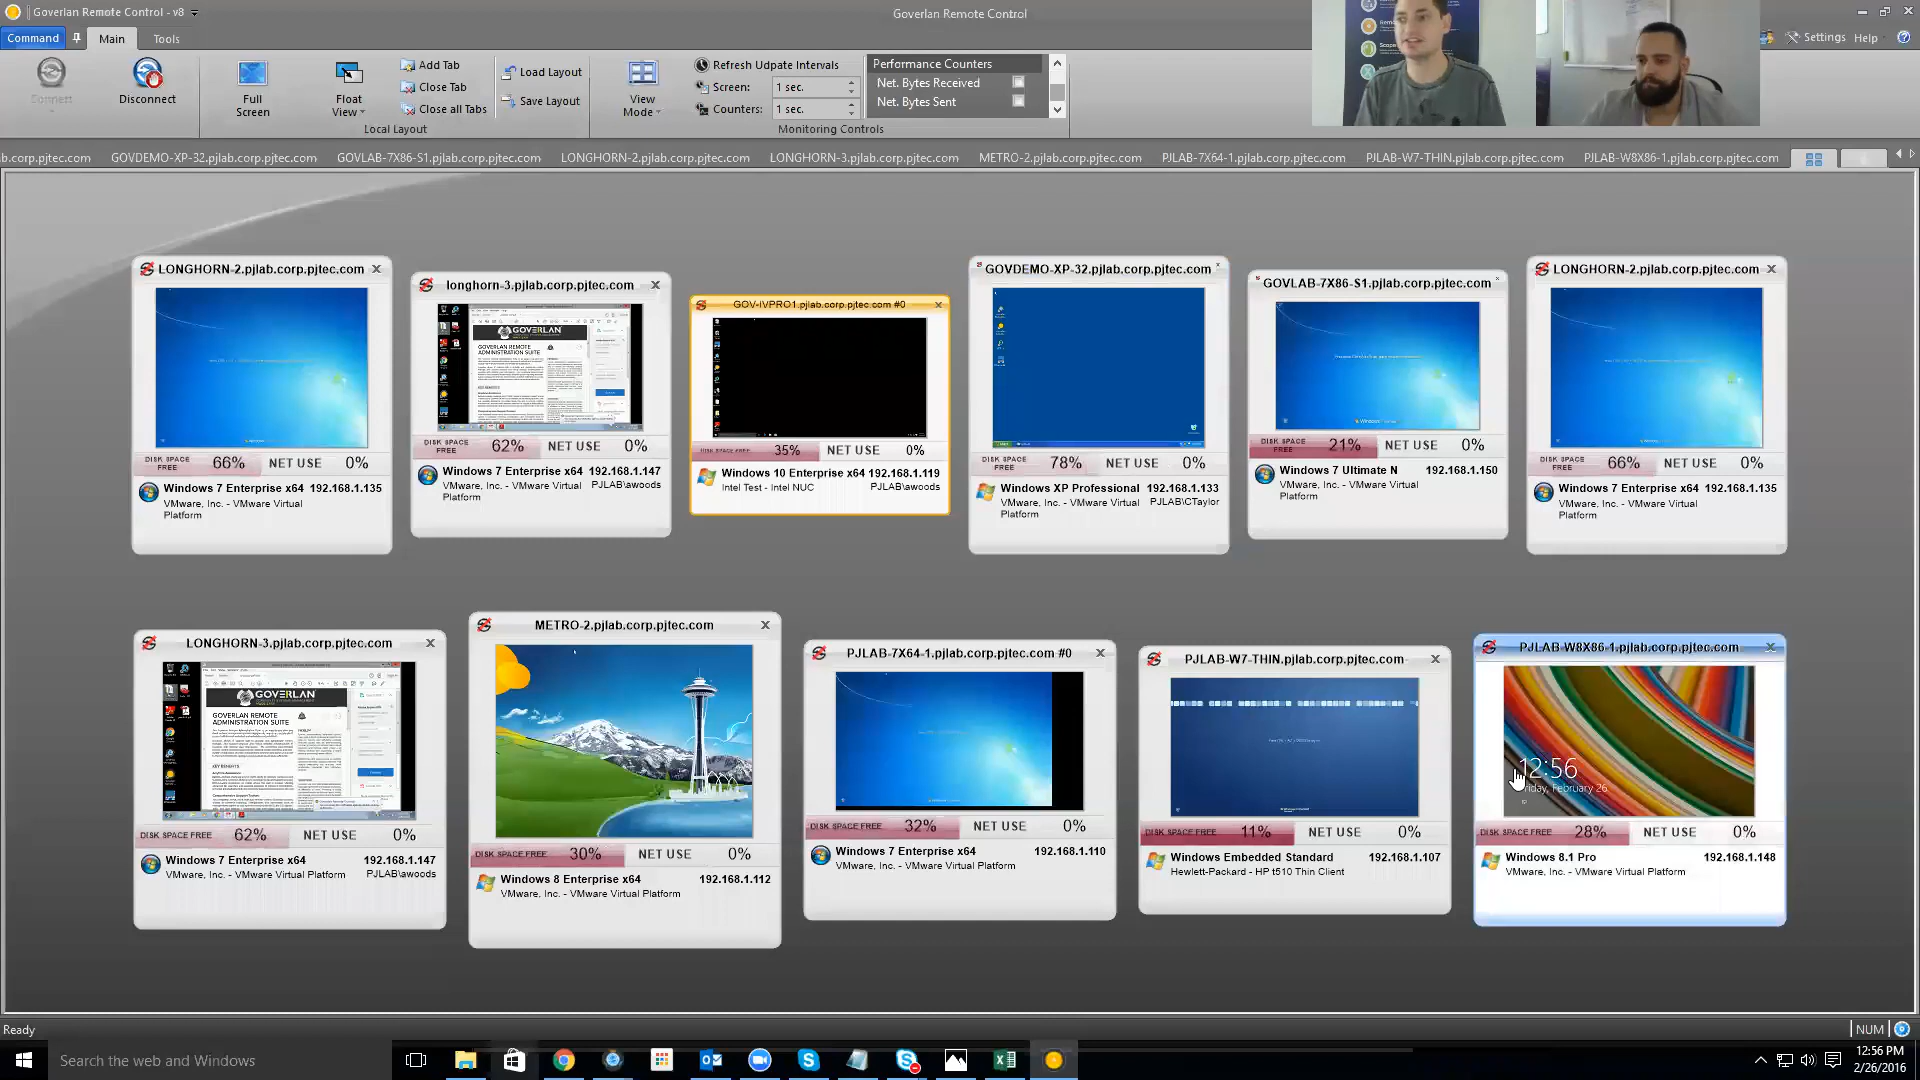 Goverlan Remote Control - v8
Goverlan Remote Control
Command
Main
Tools
Settings
Help
Connect
Disconnect
Full Screen
Float View
Add Tab
Close Tab
Close all Tabs
Load Layout
Save Layout
Local Layout
View Mode
Refresh Udpate Intervals
Screen: 1 sec.
Counters: 1 sec.
Performance Counters
Net. Bytes Received
Net. Bytes Sent
Monitoring Controls
b.corp.pjtec.com
GOVDEMO-XP-32.pjlab.corp.pjtec.com
GOVLAB-7X86-S1.pjlab.corp.pjtec.com
LONGHORN-2.pjlab.corp.pjtec.com
LONGHORN-3.pjlab.corp.pjtec.com
METRO-2.pjlab.corp.pjtec.com
PJLAB-7X64-1.pjlab.corp.pjtec.com
PJLAB-W7-THIN.pjlab.corp.pjtec.com
PJLAB-W8X86-1.pjlab.corp.pjtec.com
LONGHORN-2.pjlab.corp.pjtec.com
DISK SPACE FREE 66% NET USE 0%
Windows 7 Enterprise x64 192.168.1.135
VMware, Inc. - VMware Virtual
Platform
longhorn-3.pjlab.corp.pjtec.com
GOVERLAN
GOVERLAN REMOTE
ADMINISTRATION SUITE
DISK SPACE FREE 62% NET USE 0%
Windows 7 Enterprise x64 192.168.1.147
VMware, Inc. - VMware Virtual PJLAB\awoods
Platform
GOV-IVPRO1.pjlab.corp.pjtec.com #0
DISK SPACE FREE 35% NET USE 0%
Windows 10 Enterprise x64 192.168.1.119
Intel Test - Intel NUC PJLAB\awoods
GOVDEMO-XP-32.pjlab.corp.pjtec.com
DISK SPACE FREE 78% NET USE 0%
Windows XP Professional 192.168.1.133
VMware, Inc. - VMware Virtual PJLAB\CTaylor
Platform
GOVLAB-7X86-S1.pjlab.corp.pjtec.com
DISK SPACE FREE 21% NET USE 0%
Windows 7 Ultimate N 192.168.1.150
VMware, Inc. - VMware Virtual
Platform
LONGHORN-2.pjlab.corp.pjtec.com
DISK SPACE FREE 66% NET USE 0%
Windows 7 Enterprise x64 192.168.1.135
VMware, Inc. - VMware Virtual
Platform
LONGHORN-3.pjlab.corp.pjtec.com
GOVERLAN
GOVERLAN REMOTE
ADMINISTRATION SUITE
KEY BENEFITS
DISK SPACE FREE 62% NET USE 0%
Windows 7 Enterprise x64 192.168.1.147
VMware, Inc. - VMware Virtual Platform PJLAB\awoods
METRO-2.pjlab.corp.pjtec.com
DISK SPACE FREE 30% NET USE 0%
Windows 8 Enterprise x64 192.168.1.112
VMware, Inc. - VMware Virtual Platform
PJLAB-7X64-1.pjlab.corp.pjtec.com #0
DISK SPACE FREE 32% NET USE 0%
Windows 7 Enterprise x64 192.168.1.110
VMware, Inc. - VMware Virtual Platform
PJLAB-W7-THIN.pjlab.corp.pjtec.com
DISK SPACE FREE 11% NET USE 0%
Windows Embedded Standard 192.168.1.107
Hewlett-Packard - HP t510 Thin Client
PJLAB-W8X86-1.pjlab.corp.pjtec.com
12:56
Friday, February 26
DISK SPACE FREE 28% NET USE 0%
Windows 8.1 Pro 192.168.1.148
VMware, Inc. - VMware Virtual Platform
Ready
NUM
Search the web and Windows
12:56 PM
2/26/2016